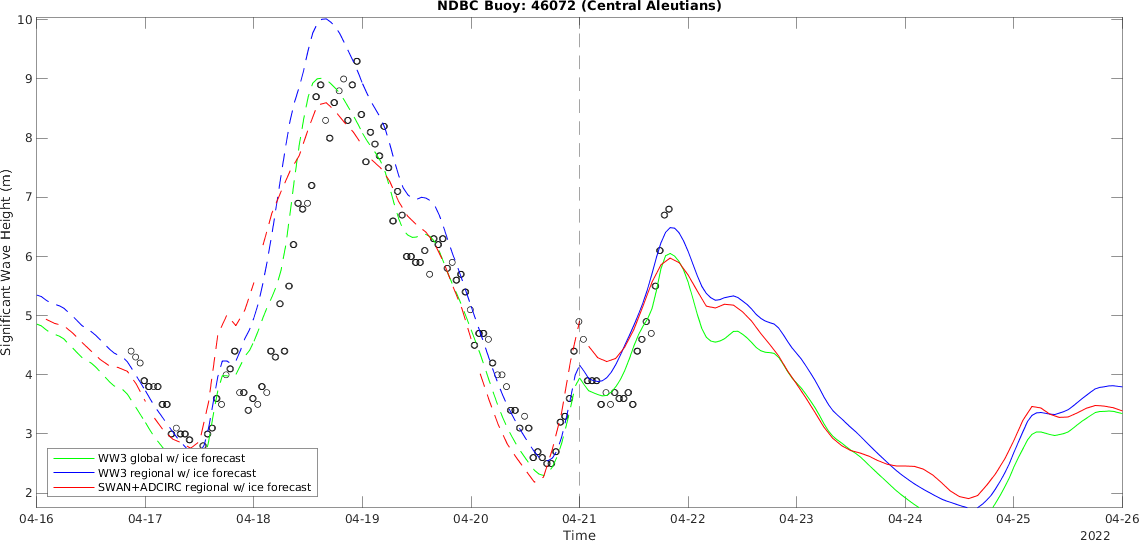 NDBC Buoy: 46072 (Central Aleutians)
10
9
8
7
6
5
4
3
2
Significant Wave Height (m)
WW3 global w/ ice forecast
WW3 regional w/ ice forecast
SWAN+ADCIRC regional w/ ice forecast
04-16 04-17 04-18 04-19 04-20 04-21 04-22 04-23 04-24 04-25 04-26
Time
2022